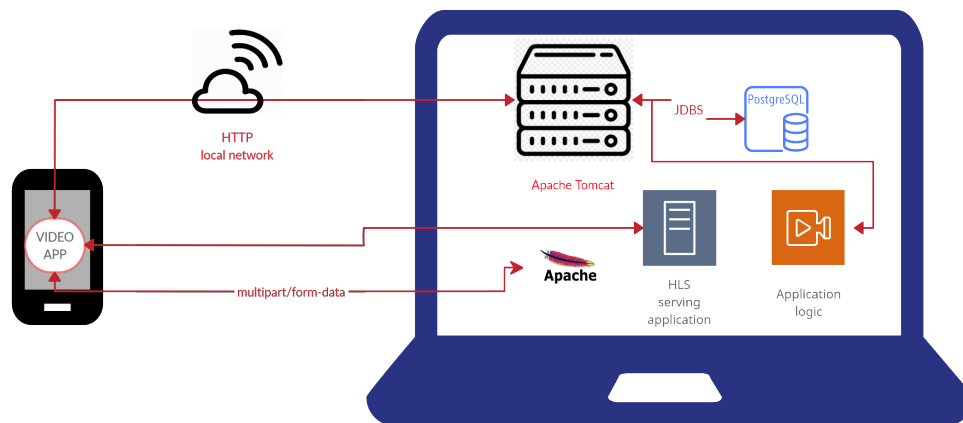 HTTP
local network
JDBS
PostgreSQL
Apache Tomcat
VIDEO
APP
multipart/form-data
Apache
HLS
serving
application
Application
logic